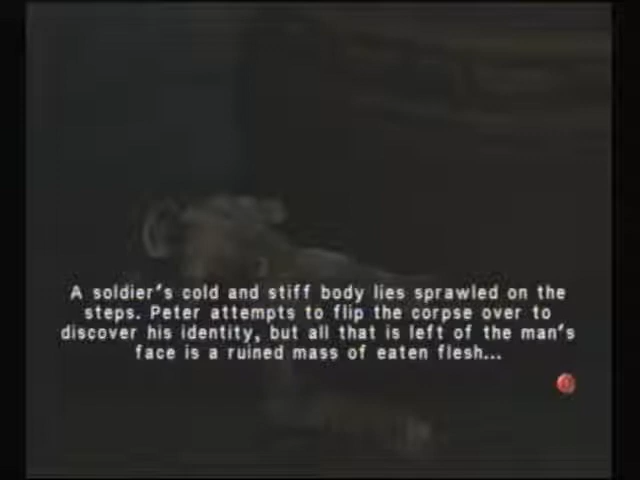 A soldier's cold and stiff body lies sprawled on the
steps. Peter attempts to flip the corpse over to
discover his identity, but all that is left of the man's
face is a ruined mass of eaten flesh...